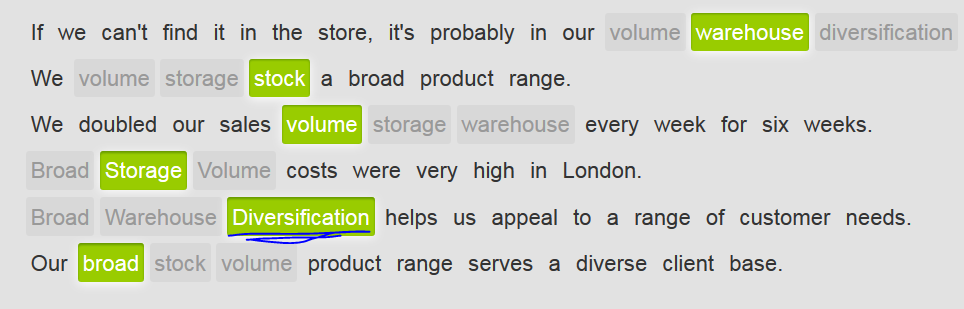 If we can't find it in the store, it's probably in our volume warehouse diversification
We volume storage stock a broad product range.
We doubled our sales volume storage warehouse every week for six weeks.
Broad Storage Volume costs were very high in London.
Broad Warehouse Diversification helps us appeal to a range of customer needs.
Our broad stock volume product range serves a diverse client base.